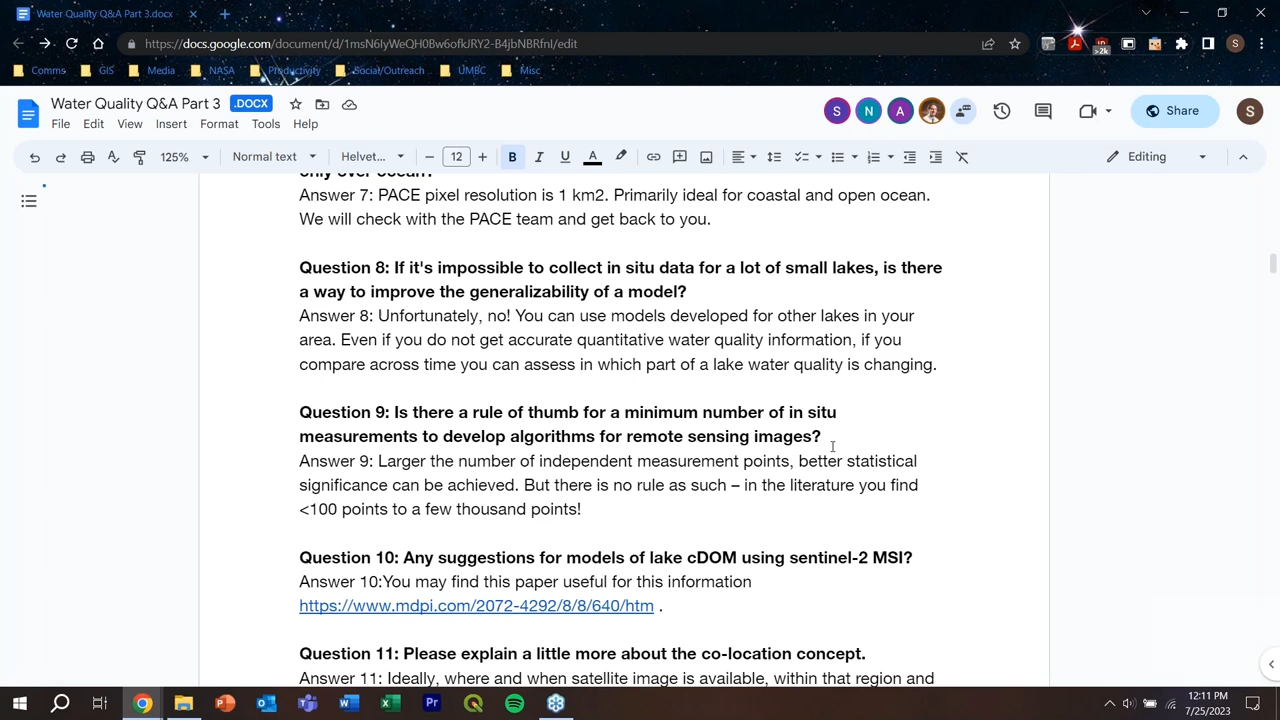 Water Quality Q&A Part 3.docx
https://docs.google.com/document/d/1msN6IyWeQH0Bw6ofkJRY2-B4jbNBRfnI/edit
>2k
S
Comms GIS Media NASA Productivity Social/Outreach UMBC Misc
Water Quality Q&A Part 3 .DOCX
S N A Share S
File Edit View Insert Format Tools Help
125% Normal text Helvet... 12 B I U A Editing
only over ocean?
Answer 7: PACE pixel resolution is 1 km2. Primarily ideal for coastal and open ocean.
We will check with the PACE team and get back to you.
Question 8: If it's impossible to collect in situ data for a lot of small lakes, is there
a way to improve the generalizability of a model?
Answer 8: Unfortunately, no! You can use models developed for other lakes in your
area. Even if you do not get accurate quantitative water quality information, if you
compare across time you can assess in which part of a lake water quality is changing.
Question 9: Is there a rule of thumb for a minimum number of in situ
measurements to develop algorithms for remote sensing images?
Answer 9: Larger the number of independent measurement points, better statistical
significance can be achieved. But there is no rule as such – in the literature you find
<100 points to a few thousand points!
Question 10: Any suggestions for models of lake cDOM using sentinel-2 MSI?
Answer 10:You may find this paper useful for this information
https://www.mdpi.com/2072-4292/8/8/640/htm .
Question 11: Please explain a little more about the co-location concept.
Answer 11: Ideally, where and when satellite image is available, within that region and
12:11 PM
7/25/2023